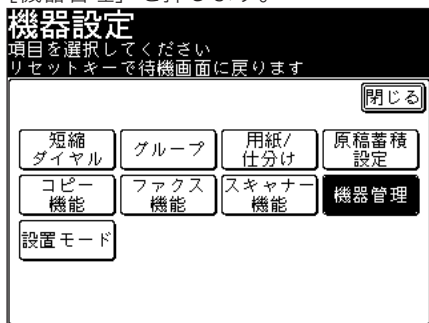 [機器管理] を押します。
機器設定
項目を選択してください
リセットキーで待機画面に戻ります
閉じる
短縮
ダイヤル
グループ
用紙/
仕分け
原稿蓄積
設定
コピー
機能
ファクス
機能
スキャナー
機能
機器管理
設置モード